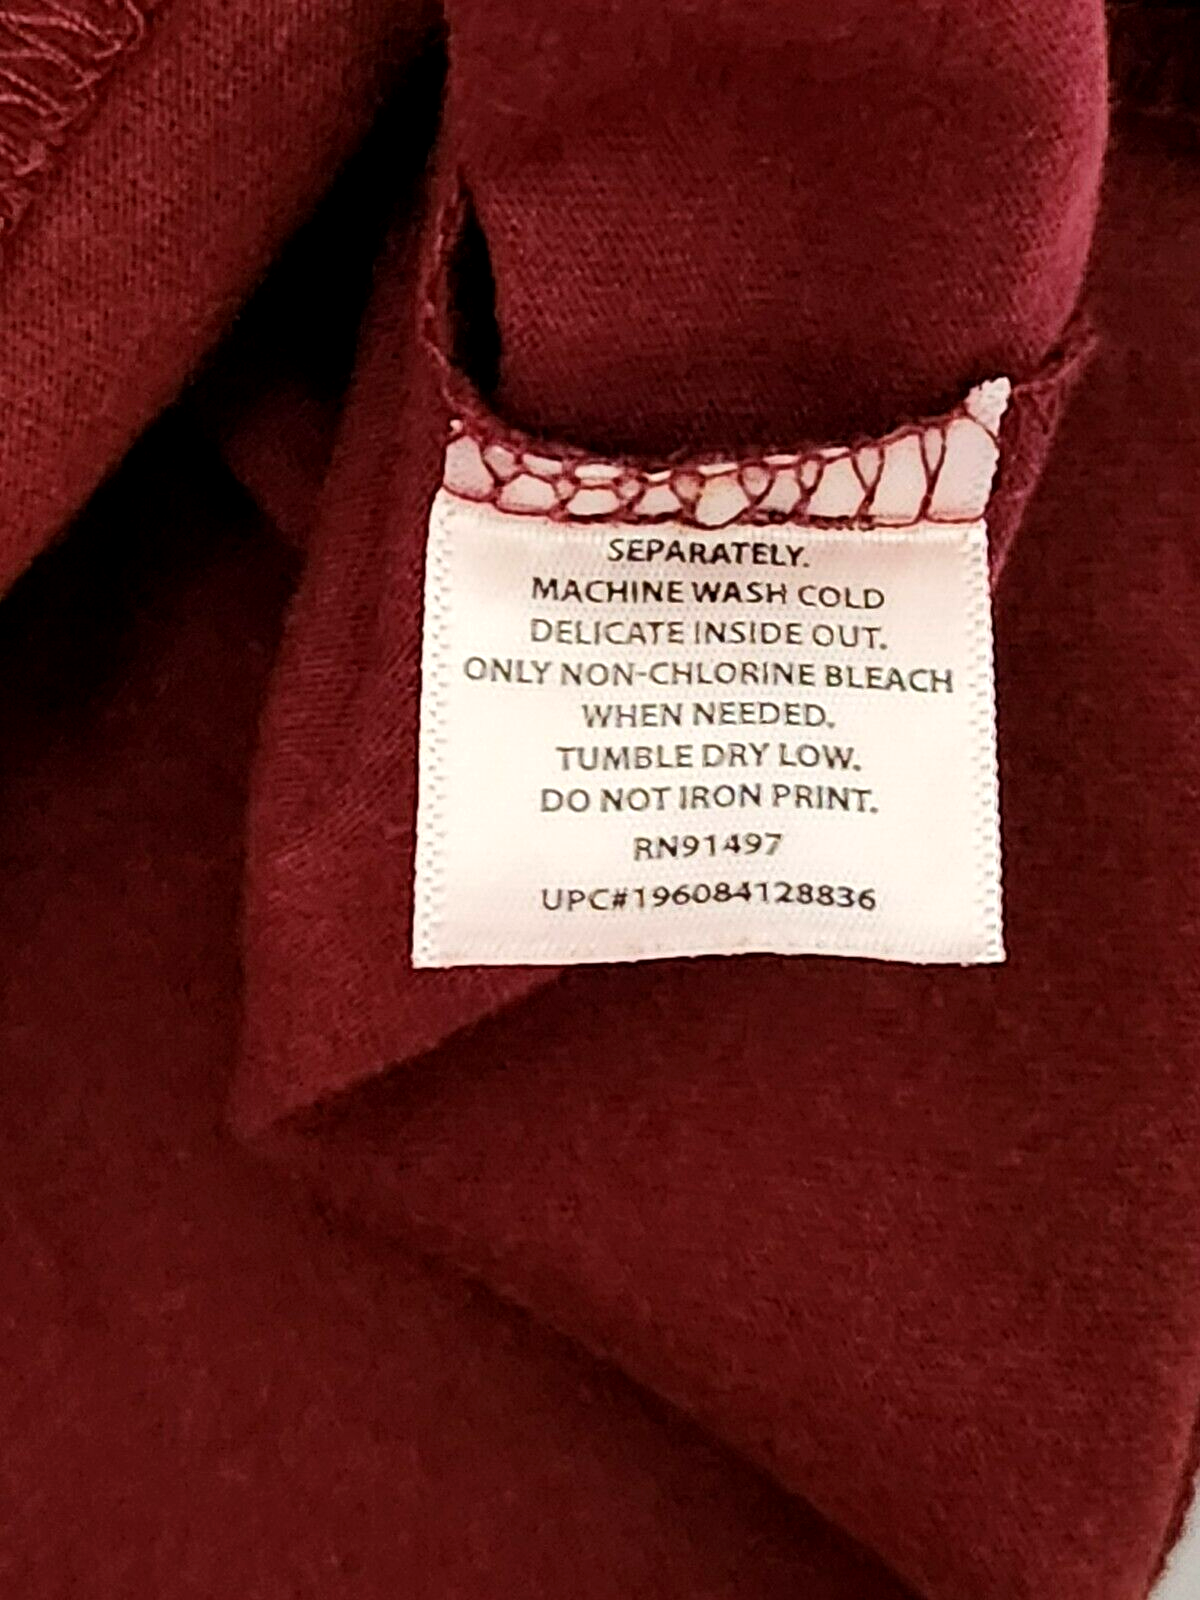 SEPARATELY.
MACHINE WASH COLD
DELICATE INSIDE OUT.
ONLY NON-CHLORINE BLEACH
WHEN NEEDED.
TUMBLE DRY LOW.
DO NOT IRON PRINT.
RN91497
UPC#196084128836